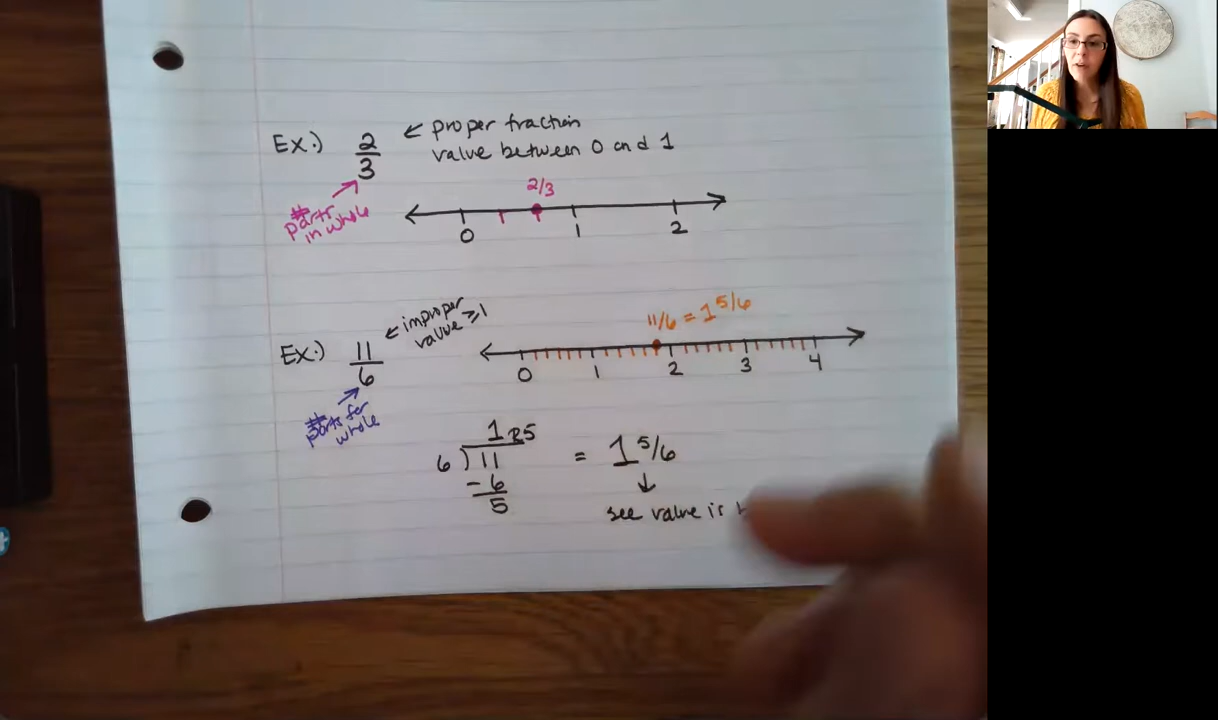 Ex.) 2/3 ← proper fraction
value between 0 and 1
# parts
in whole
2/3
0 1 2
Ex.) 11/6 ← improper
value ≥ 1
# parts for
whole
11/6 = 1 5/6
0 1 2 3 4
1 R5
6 ) 11 = 1 5/6
- 6
5
↓
see value is